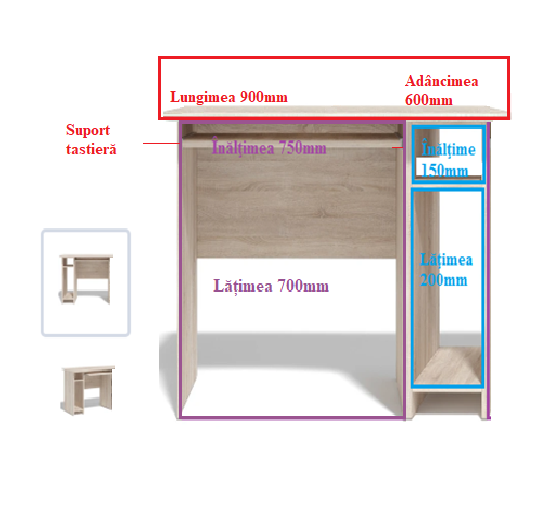 Lungimea 900mm
Adâncimea
600mm
Suport
tastieră
Înălțimea 750mm
Înălțime
150mm
Lățimea 700mm
Lățimea
200mm